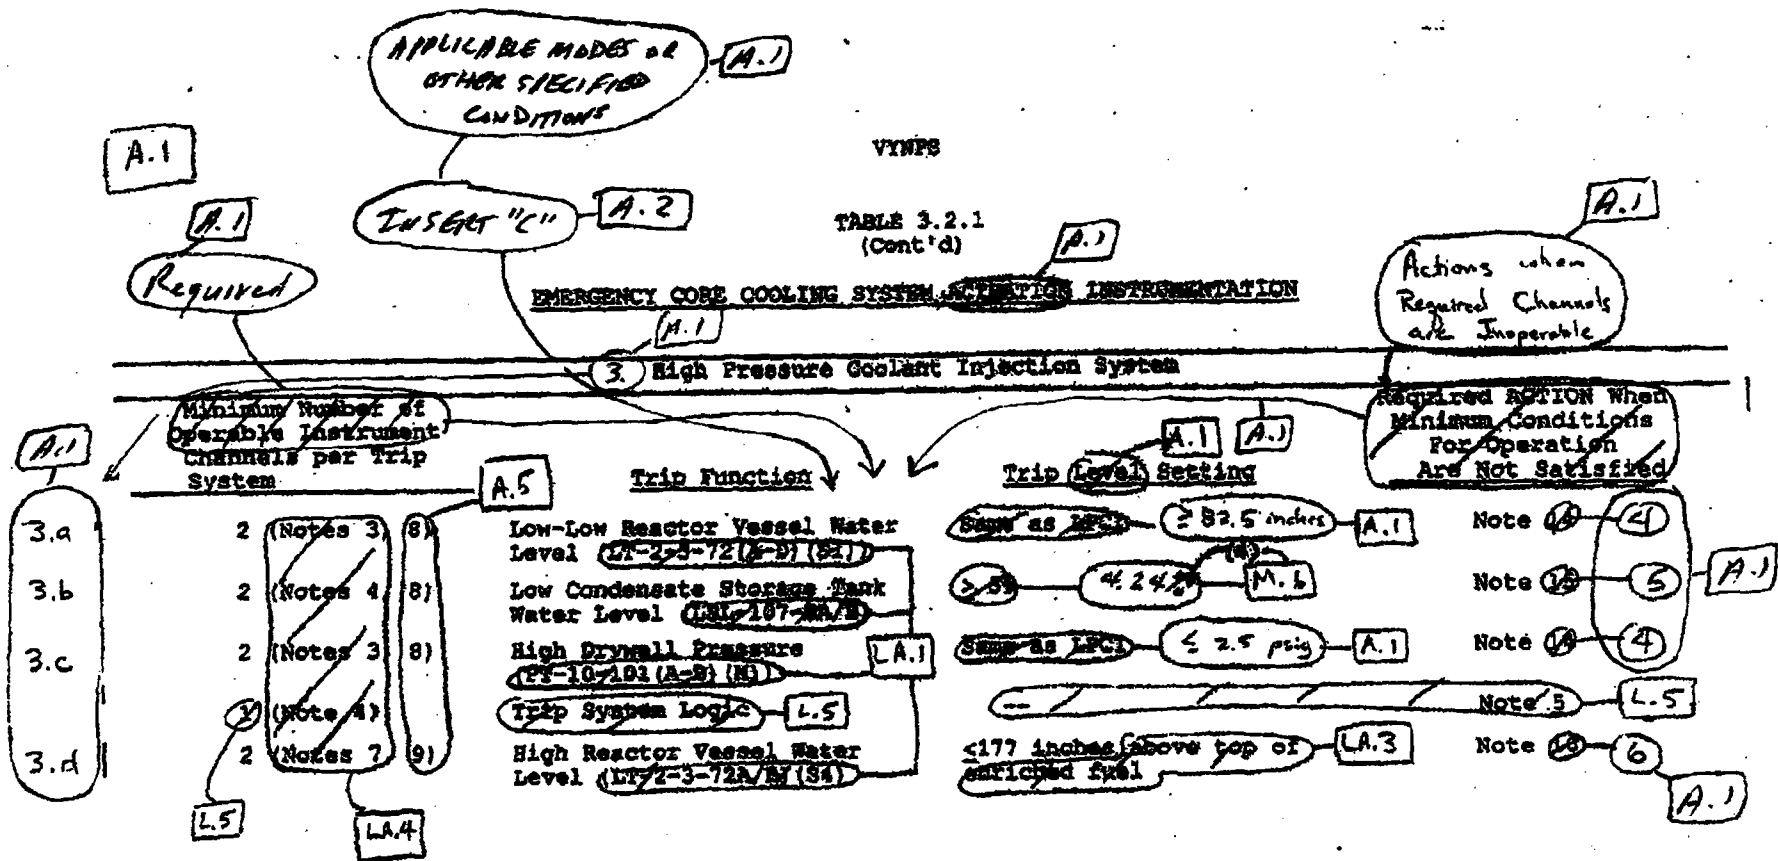 APPLICABLE MODES OR
OTHER SPECIFIED
CONDITIONS
A.1
A.1
VYNPS
A.1
INSERT "C"
A.2
TABLE 3.2.1
(Cont'd)
A.1
A.1
Required
Actions when
Required Channels
are Inoperable
EMERGENCY CORE COOLING SYSTEM ACTUATION INSTRUMENTATION
A.1
3. High Pressure Coolant Injection System
Minimum Number of
Operable Instrument
Channels per Trip
System
Required ACTION When
Minimum Conditions
For Operation
Are Not Satisfied
A.1
A.1
A.1
A.5
Trip Function
Trip Level Setting
3.a 2 (Notes 3, 8) Low-Low Reactor Vessel Water Same as LPCI ≥ 82.5 inches A.1 Note 4
Level
3.b 2 (Notes 4, 8) Low Condensate Storage Tank 4.24% M.6 Note 5 A.1
Water Level
3.c 2 (Notes 3, 8) High Drywell Pressure LA.1 Same as LPCI ≤ 2.5 psig A.1 Note 4
(Note 4) Trip System Logic L.5 -- Note 5 L.5
3.d 2 (Notes 7, 9) High Reactor Vessel Water <177 inches above top of LA.3 Note 6
Level enriched fuel
A.1
L.5
LA.4